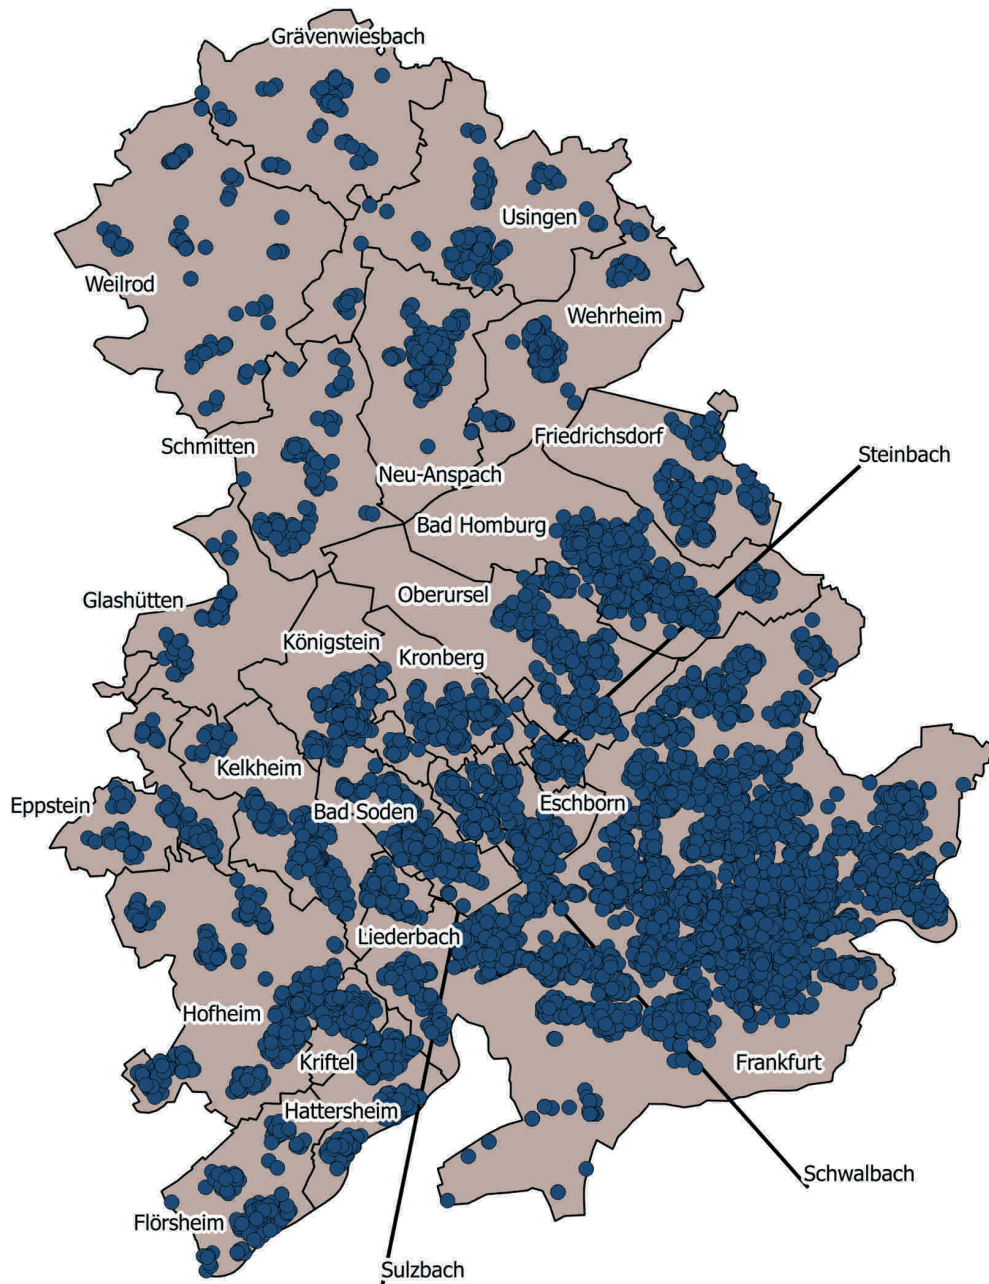 Grävenwiesbach
Usingen
Weilrod
Wehrheim
Schmitten
Friedrichsdorf
Steinbach
Neu-Anspach
Bad Homburg
Glashütten
Oberursel
Königstein
Kronberg
Kelkheim
Eppstein
Bad Soden
Eschborn
Liederbach
Hofheim
Kriftel
Frankfurt
Hattersheim
Schwalbach
Flörsheim
Sulzbach